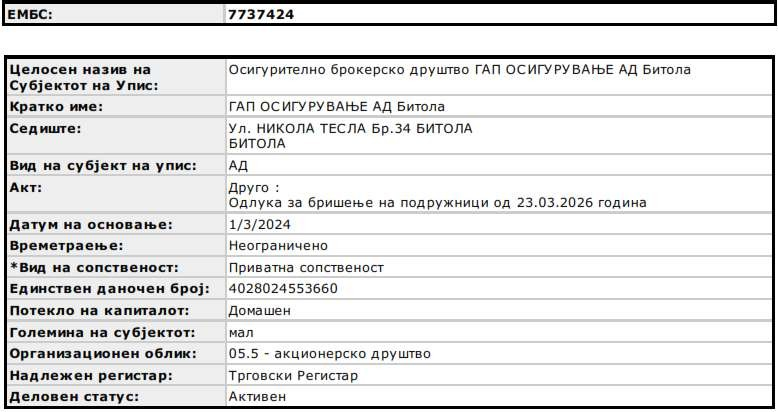 ЕМБС: 7737424
Целосен назив на Осигурително брокерско друштво ГАП ОСИГУРУВАЊЕ АД Битола
Субјектот на Упис:
Кратко име: ГАП ОСИГУРУВАЊЕ АД Битола
Седиште: Ул. НИКОЛА ТЕСЛА Бр.34 БИТОЛА
БИТОЛА
Вид на субјект на упис: АД
Акт: Друго :
Одлука за бришење на подружници од 23.03.2026 година
Датум на основање: 1/3/2024
Времетраење: Неограничено
*Вид на сопственост: Приватна сопственост
Единствен даночен број: 4028024553660
Потекло на капиталот: Домашен
Големина на субјектот: мал
Организационен облик: 05.5 - акционерско друштво
Надлежен регистар: Трговски Регистар
Деловен статус: Активен